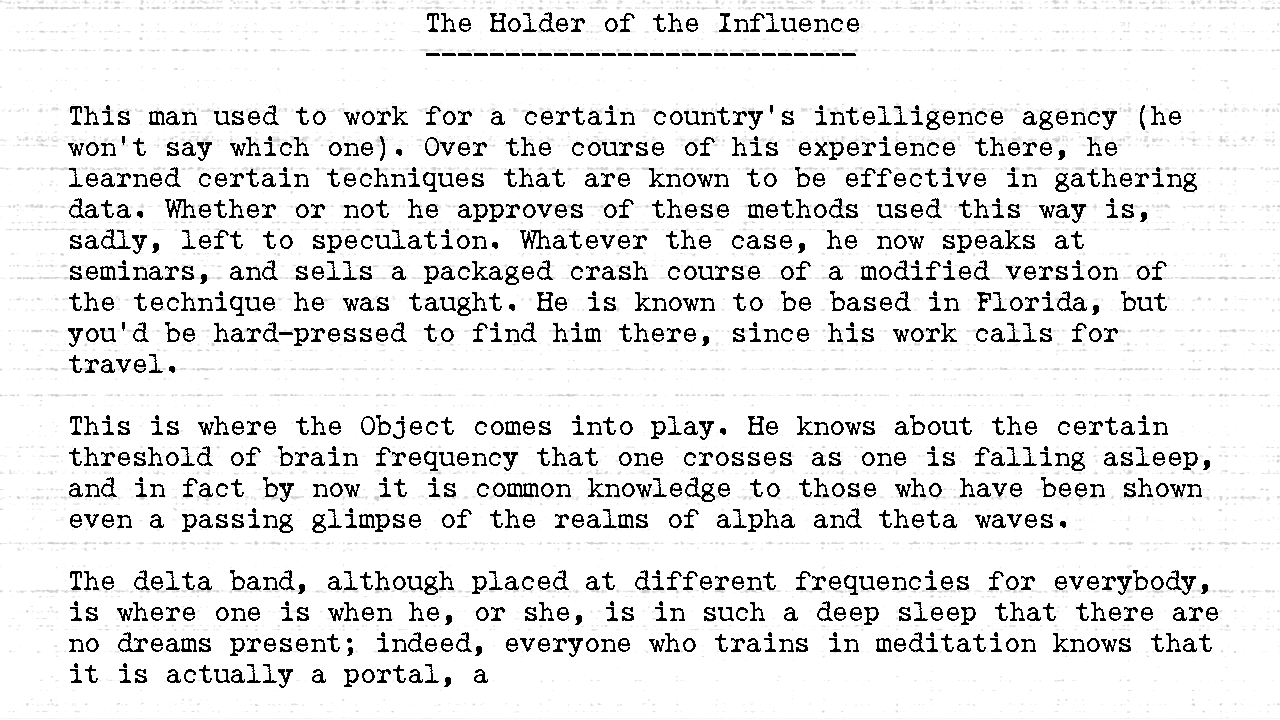 The Holder of the Influence
---------------------------
This man used to work for a certain country's intelligence agency (he
won't say which one). Over the course of his experience there, he
learned certain techniques that are known to be effective in gathering
data. Whether or not he approves of these methods used this way is,
sadly, left to speculation. Whatever the case, he now speaks at
seminars, and sells a packaged crash course of a modified version of
the technique he was taught. He is known to be based in Florida, but
you'd be hard-pressed to find him there, since his work calls for
travel.
This is where the Object comes into play. He knows about the certain
threshold of brain frequency that one crosses as one is falling asleep,
and in fact by now it is common knowledge to those who have been shown
even a passing glimpse of the realms of alpha and theta waves.
The delta band, although placed at different frequencies for everybody,
is where one is when he, or she, is in such a deep sleep that there are
no dreams present; indeed, everyone who trains in meditation knows that
it is actually a portal, a